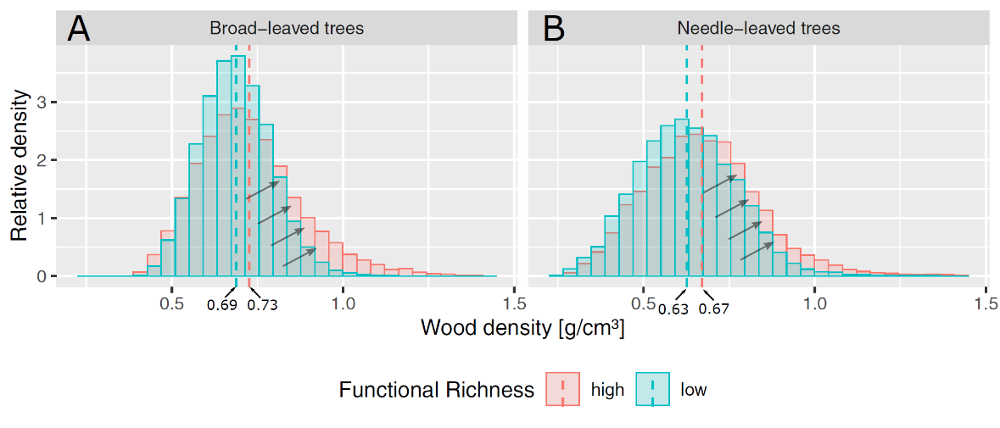 A Broad–leaved trees
B Needle–leaved trees
Relative density
3
2
1
0
0.5 1.0 1.5
0.69 0.73
0.5 1.0 1.5
0.63 0.67
Wood density [g/cm³]
Functional Richness high low